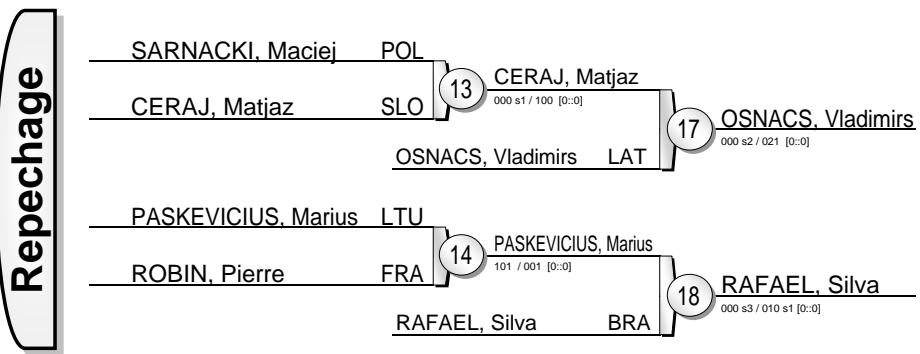 Repechage
SARNACKI, Maciej POL
CERAJ, Matjaz SLO
13
CERAJ, Matjaz
000 s1 / 100 [0::0]
OSNACS, Vladimirs LAT
17
OSNACS, Vladimirs
000 s2 / 021 [0::0]
PASKEVICIUS, Marius LTU
ROBIN, Pierre FRA
14
PASKEVICIUS, Marius
101 / 001 [0::0]
RAFAEL, Silva BRA
18
RAFAEL, Silva
000 s3 / 010 s1 [0::0]